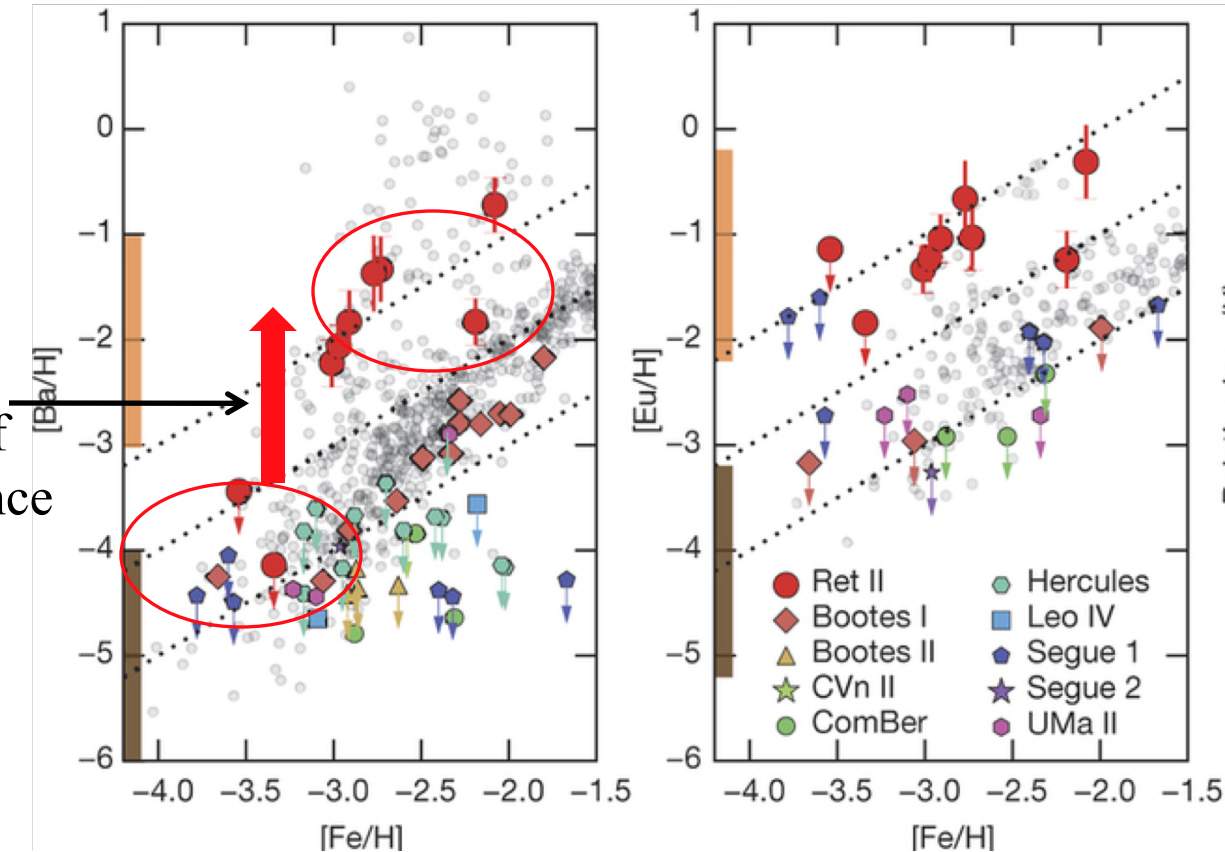 1
0
−1
−2
−3
−4
−5
−6
[Ba/H]
−4.0 −3.5 −3.0 −2.5 −2.0 −1.5
[Fe/H]
0
−1
−2
−3
−4
−5
[Eu/H]
−4.0 −3.5 −3.0 −2.5 −2.0 −1.5
[Fe/H]
Ret II
Bootes I
Bootes II
CVn II
ComBer
Hercules
Leo IV
Segue 1
Segue 2
UMa II